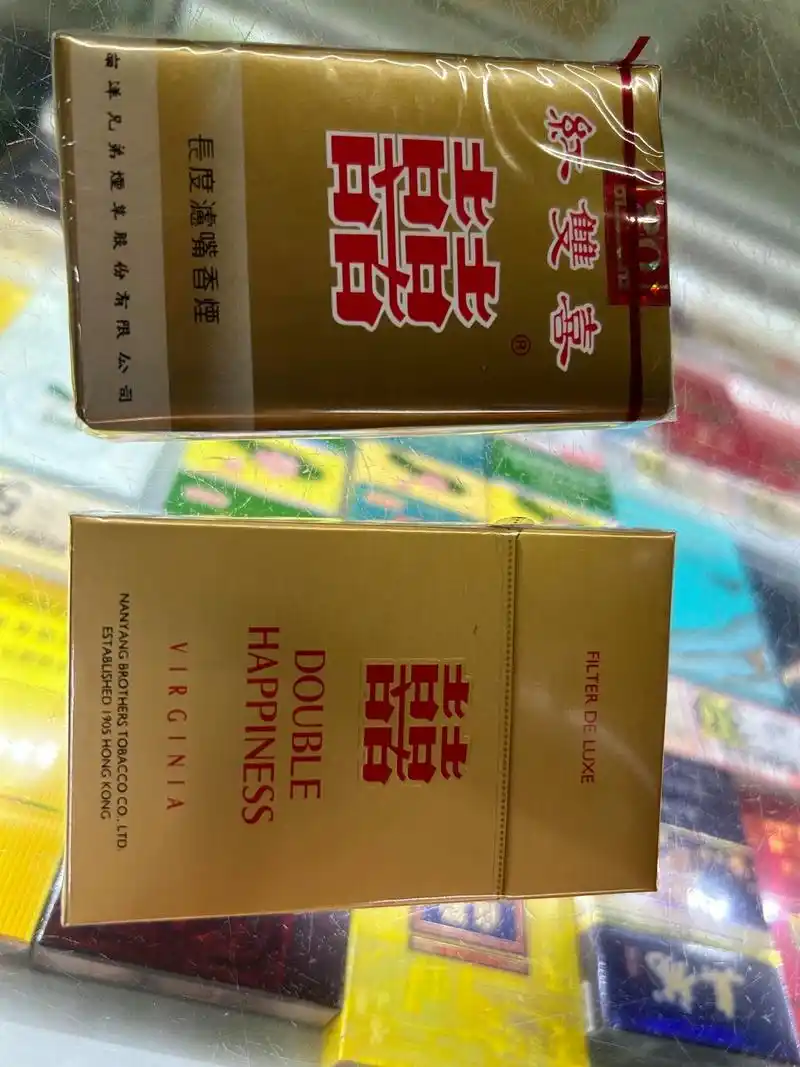 紅雙喜
囍
®
長度濾嘴香煙
南洋兄弟煙草股份有限公司
FILTER DE LUXE
囍
DOUBLE
HAPPINESS
VIRGINIA
NANYANG BROTHERS TOBACCO CO., LTD.
ESTABLISHED 1905 HONG KONG